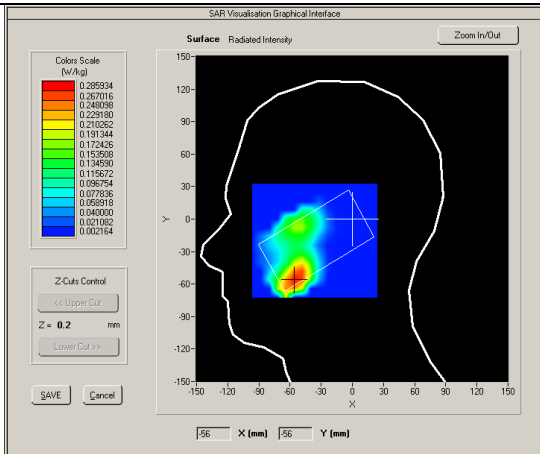 SAR Visualisation Graphical Interface
Surface Radiated Intensity
Zoom In/Out
Colors Scale
(W/kg)
0.285934
0.267016
0.248098
0.229180
0.210262
0.191344
0.172426
0.153508
0.134590
0.115672
0.096754
0.077836
0.058918
0.040000
0.021082
0.002164
Z-Cuts Control
<< Upper Cut
Z = 0.2 mm
Lower Cut >>
SAVE Cancel
150
120
90
60
30
0
-30
-60
-90
-120
-150
Y
-150 -120 -90 -60 -30 0 30 60 90 120 150
X
-56 X (mm) -56 Y (mm)